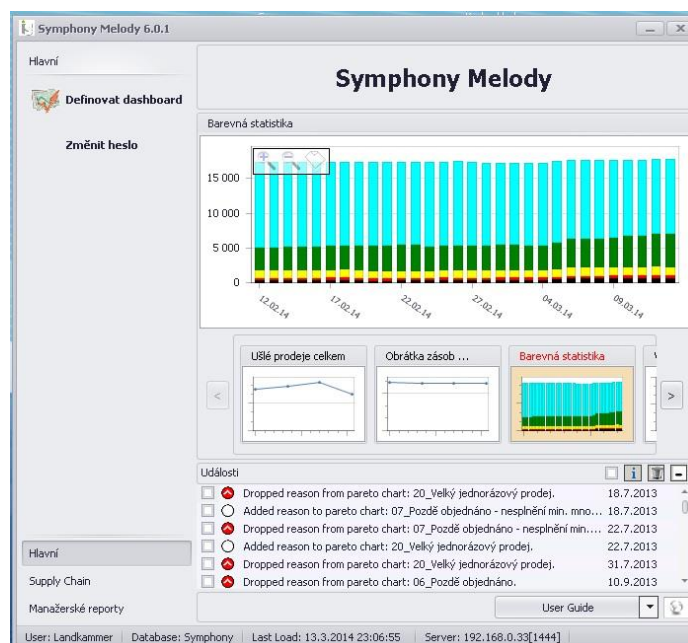 Symphony Melody 6.0.1
Hlavní
Definovat dashboard
Změnit heslo
Symphony Melody
Barevná statistika
15 000
10 000
5 000
0
12.02.14
17.02.14
22.02.14
27.02.14
04.03.14
09.03.14
Ušlé prodeje celkem
Obrátka zásob ...
Barevná statistika
Události
Dropped reason from pareto chart: 20_Velký jednorázový prodej. 18.7.2013
Added reason to pareto chart: 07_Pozdě objednáno - nesplnění min. mno... 18.7.2013
Dropped reason from pareto chart: 07_Pozdě objednáno - nesplnění min.... 22.7.2013
Added reason to pareto chart: 20_Velký jednorázový prodej. 22.7.2013
Dropped reason from pareto chart: 20_Velký jednorázový prodej. 31.7.2013
Dropped reason from pareto chart: 06_Pozdě objednáno. 10.9.2013
Hlavní
Supply Chain
Manažerské reporty
User Guide
User: Landkammer Database: Symphony Last Load: 13.3.2014 23:06:55 Server: 192.168.0.33[1444]